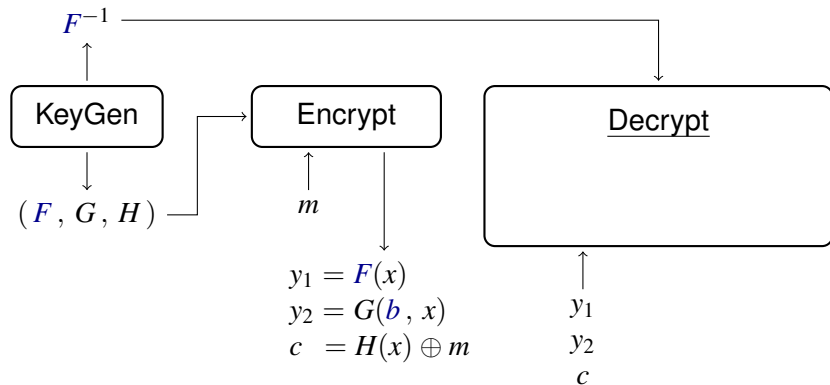 F⁻¹
KeyGen
Encrypt
Decrypt
( F , G , H )
m
y₁ = F(x)
y₂ = G(b , x)
c = H(x) ⊕ m
y₁
y₂
c